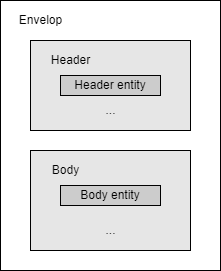 Envelop
Header
Header entity
...
Body
Body entity
...